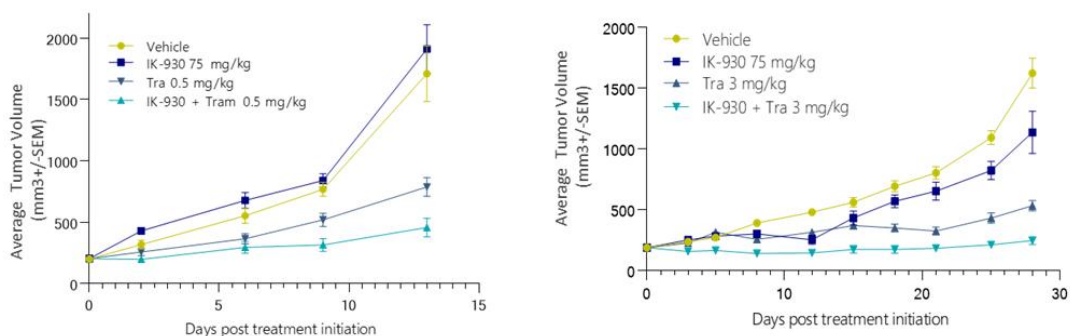 Average Tumor Volume
(mm3+/-SEM)
2000
1500
1000
500
0
Vehicle
IK-930 75 mg/kg
Tra 0.5 mg/kg
IK-930 + Tram 0.5 mg/kg
0
5
10
15
Days post treatment initiation
Average Tumor Volume
(mm3+/-SEM)
2000
1500
1000
500
0
Vehicle
IK-930 75 mg/kg
Tra 3 mg/kg
IK-930 + Tra 3 mg/kg
0
10
20
30
Days post treatment initiation